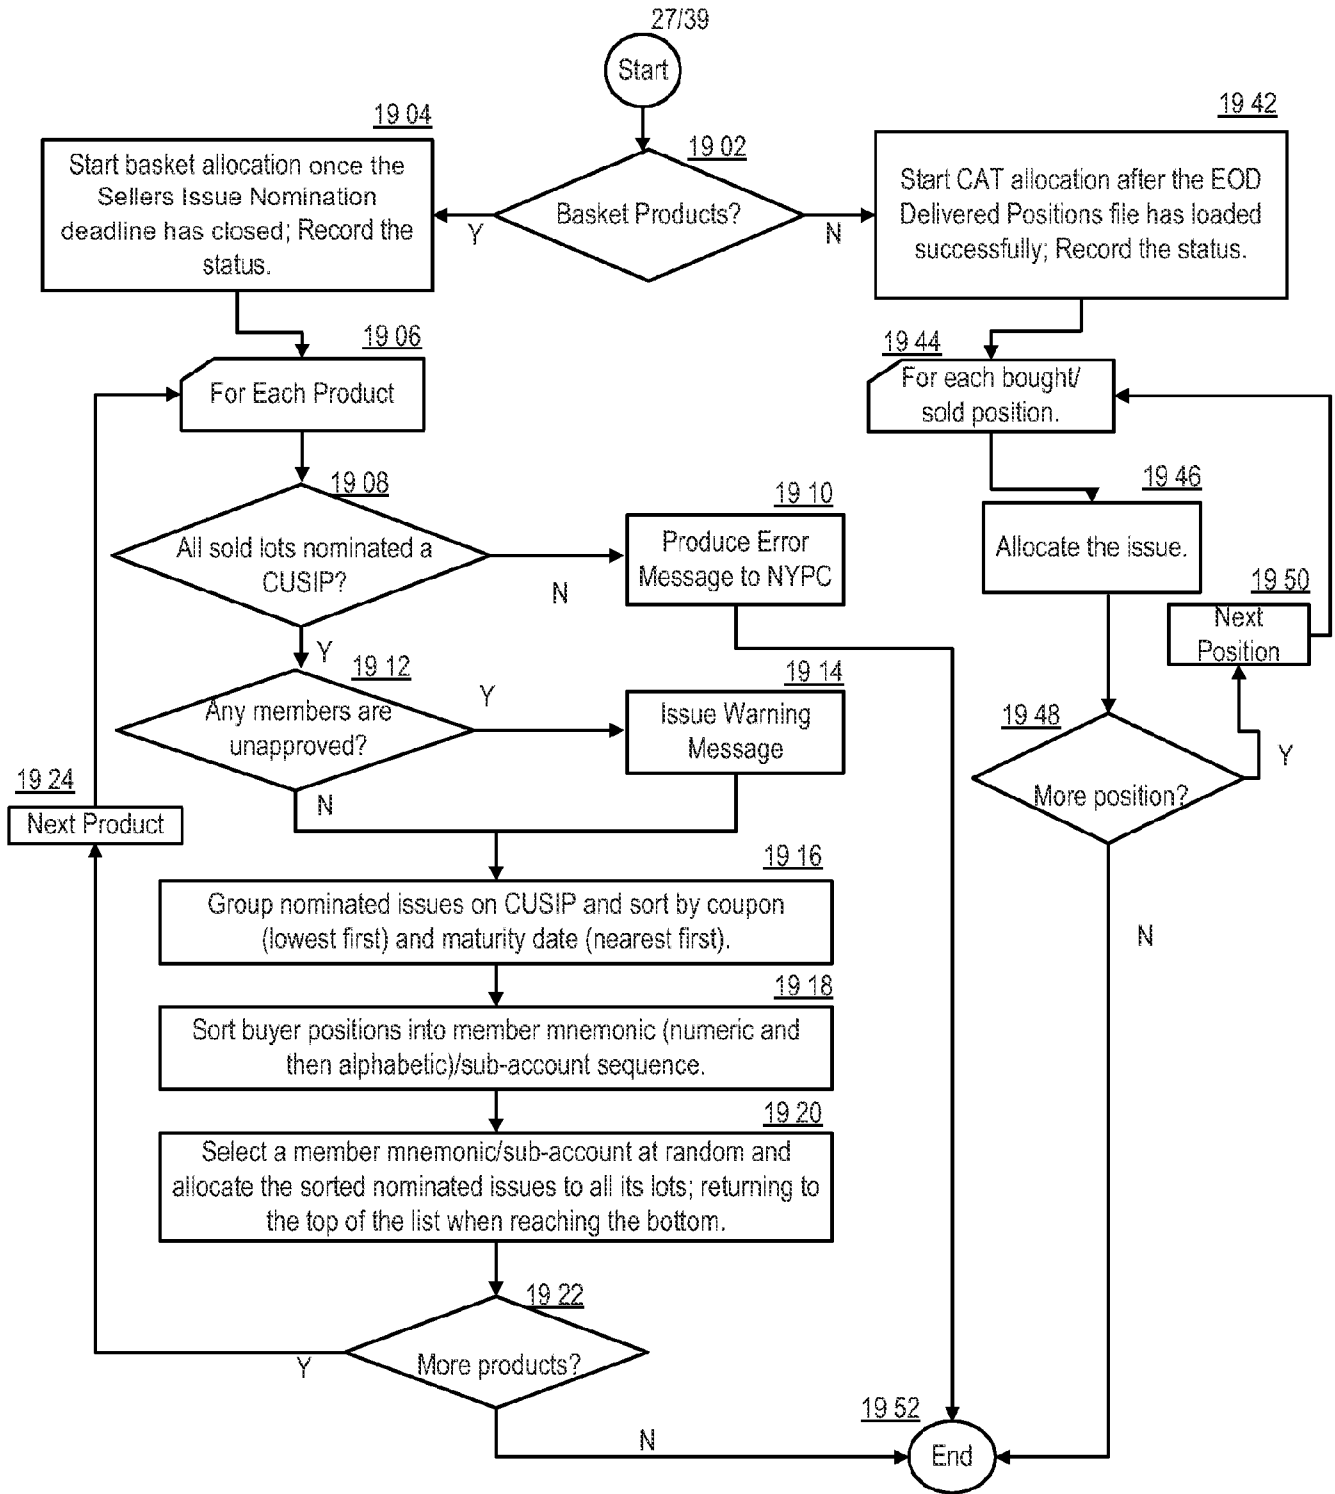 27/39
Start
19 04
Start basket allocation once the
Sellers Issue Nomination
deadline has closed; Record the
status.
19 02
Basket Products?
Y
N
19 42
Start CAT allocation after the EOD
Delivered Positions file has loaded
successfully; Record the status.
19 06
For Each Product
19 44
For each bought/
sold position.
19 08
All sold lots nominated a
CUSIP?
N
Y
19 10
Produce Error
Message to NYPC
19 46
Allocate the issue.
19 50
Next
Position
19 12
Any members are
unapproved?
Y
N
19 14
Issue Warning
Message
19 48
More position?
Y
N
19 24
Next Product
19 16
Group nominated issues on CUSIP and sort by coupon
(lowest first) and maturity date (nearest first).
19 18
Sort buyer positions into member mnemonic (numeric and
then alphabetic)/sub-account sequence.
19 20
Select a member mnemonic/sub-account at random and
allocate the sorted nominated issues to all its lots; returning to
the top of the list when reaching the bottom.
19 22
More products?
Y
N
19 52
End